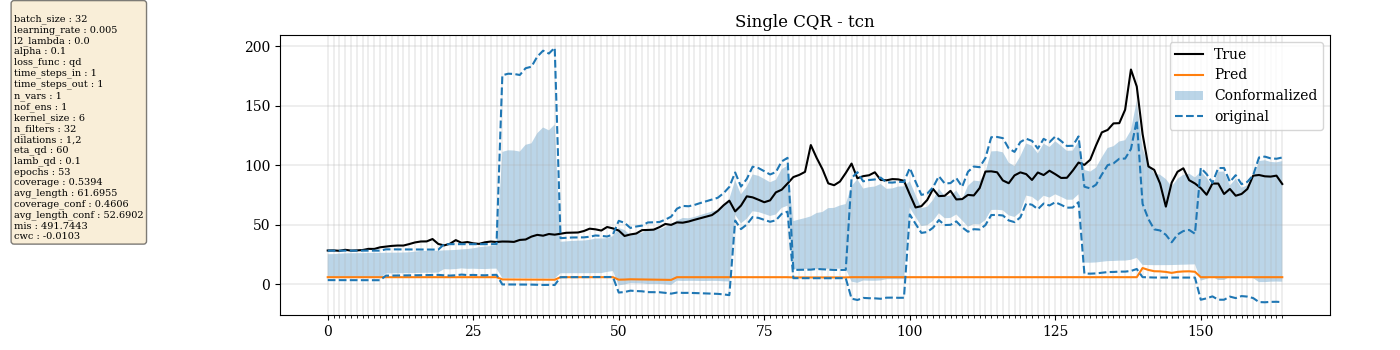 batch_size : 32
learning_rate : 0.005
l2_lambda : 0.0
alpha : 0.1
loss_func : qd
time_steps_in : 1
time_steps_out : 1
n_vars : 1
nof_ens : 1
kernel_size : 6
n_filters : 32
dilations : 1,2
eta_qd : 60
lamb_qd : 0.1
epochs : 53
coverage : 0.5394
avg_length : 61.6955
coverage_conf : 0.4606
avg_length_conf : 52.6902
mis : 491.7443
cwc : -0.0103
Single CQR - tcn
200
150
100
50
0
0 25 50 75 100 125 150
True
Pred
Conformalized
original